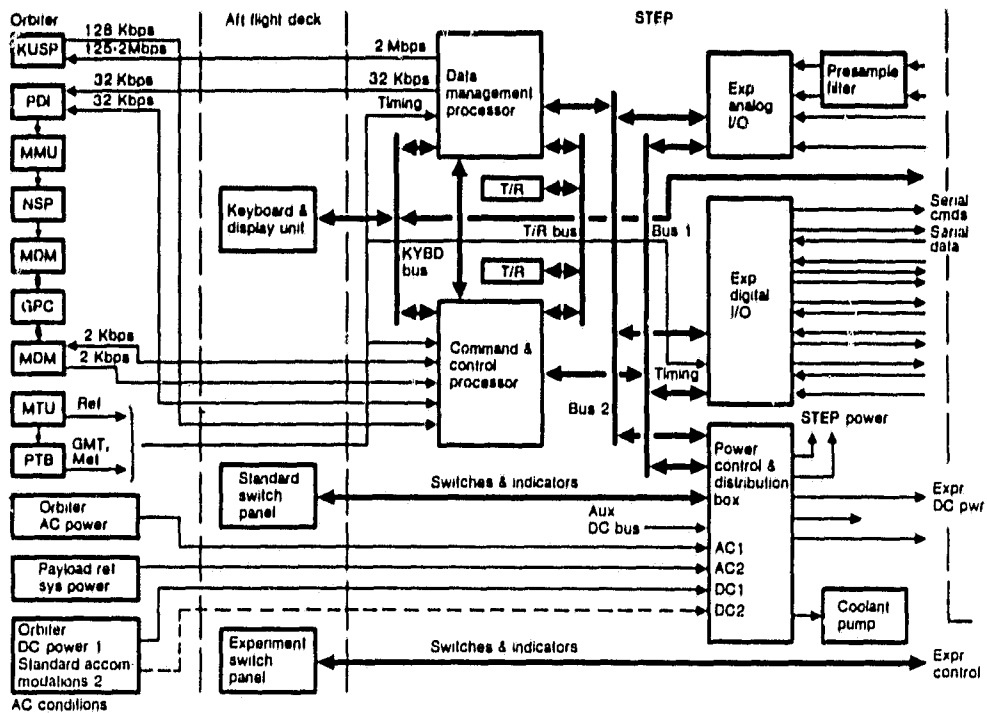 Orbiter
Aft flight deck
STEP
KUSP
128 Kbps
125·2Mbps
2 Mbps
PDI
32 Kbps
32 Kbps
32 Kbps
Timing
Data
management
processor
Exp
analog
I/O
Presample
filter
MMU
NSP
MDM
GPC
MDM
2 Kbps
2 Kbps
Keyboard &
display unit
T/R
T/R bus
KYBD
bus
T/R
Bus 1
Bus 2
Serial
cmds
Serial
data
Exp
digital
I/O
Timing
Command &
control
processor
MTU
Ref
PTB
GMT,
Met
STEP power
Standard
switch
panel
Switches & indicators
Power
control &
distribution
box
Expr
DC pwr
Orbiter
AC power
Aux
DC bus
AC1
AC2
DC1
DC2
Payload ref
sys power
Orbiter
DC power 1
Standard accom-
modations 2
AC conditions
Coolant
pump
Experiment
switch
panel
Switches & indicators
Expr
control